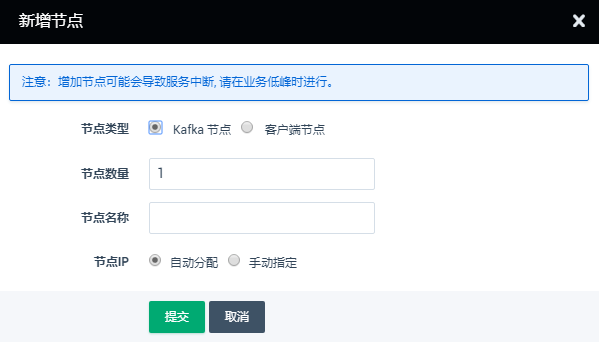 新增节点
注意：增加节点可能会导致服务中断, 请在业务低峰时进行。
节点类型 Kafka 节点 客户端节点
节点数量 1
节点名称
节点IP 自动分配 手动指定
提交 取消